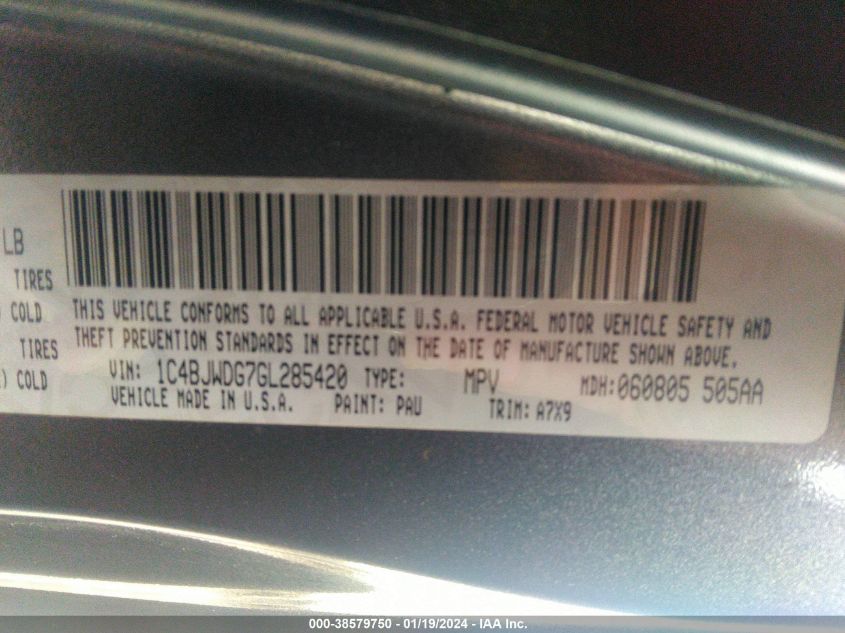 LB
TIRES
COLD
TIRES
) COLD
THIS VEHICLE CONFORMS TO ALL APPLICABLE U.S.A. FEDERAL MOTOR VEHICLE SAFETY AND
THEFT PREVENTION STANDARDS IN EFFECT ON THE DATE OF MANUFACTURE SHOWN ABOVE.
VIN: 1C4BJWDG7GL285420 TYPE: MPV MDH:060805 505AA
VEHICLE MADE IN U.S.A. PAINT: PAU TRIM: A7X9
000-38579750 - 01/19/2024 - IAA Inc.